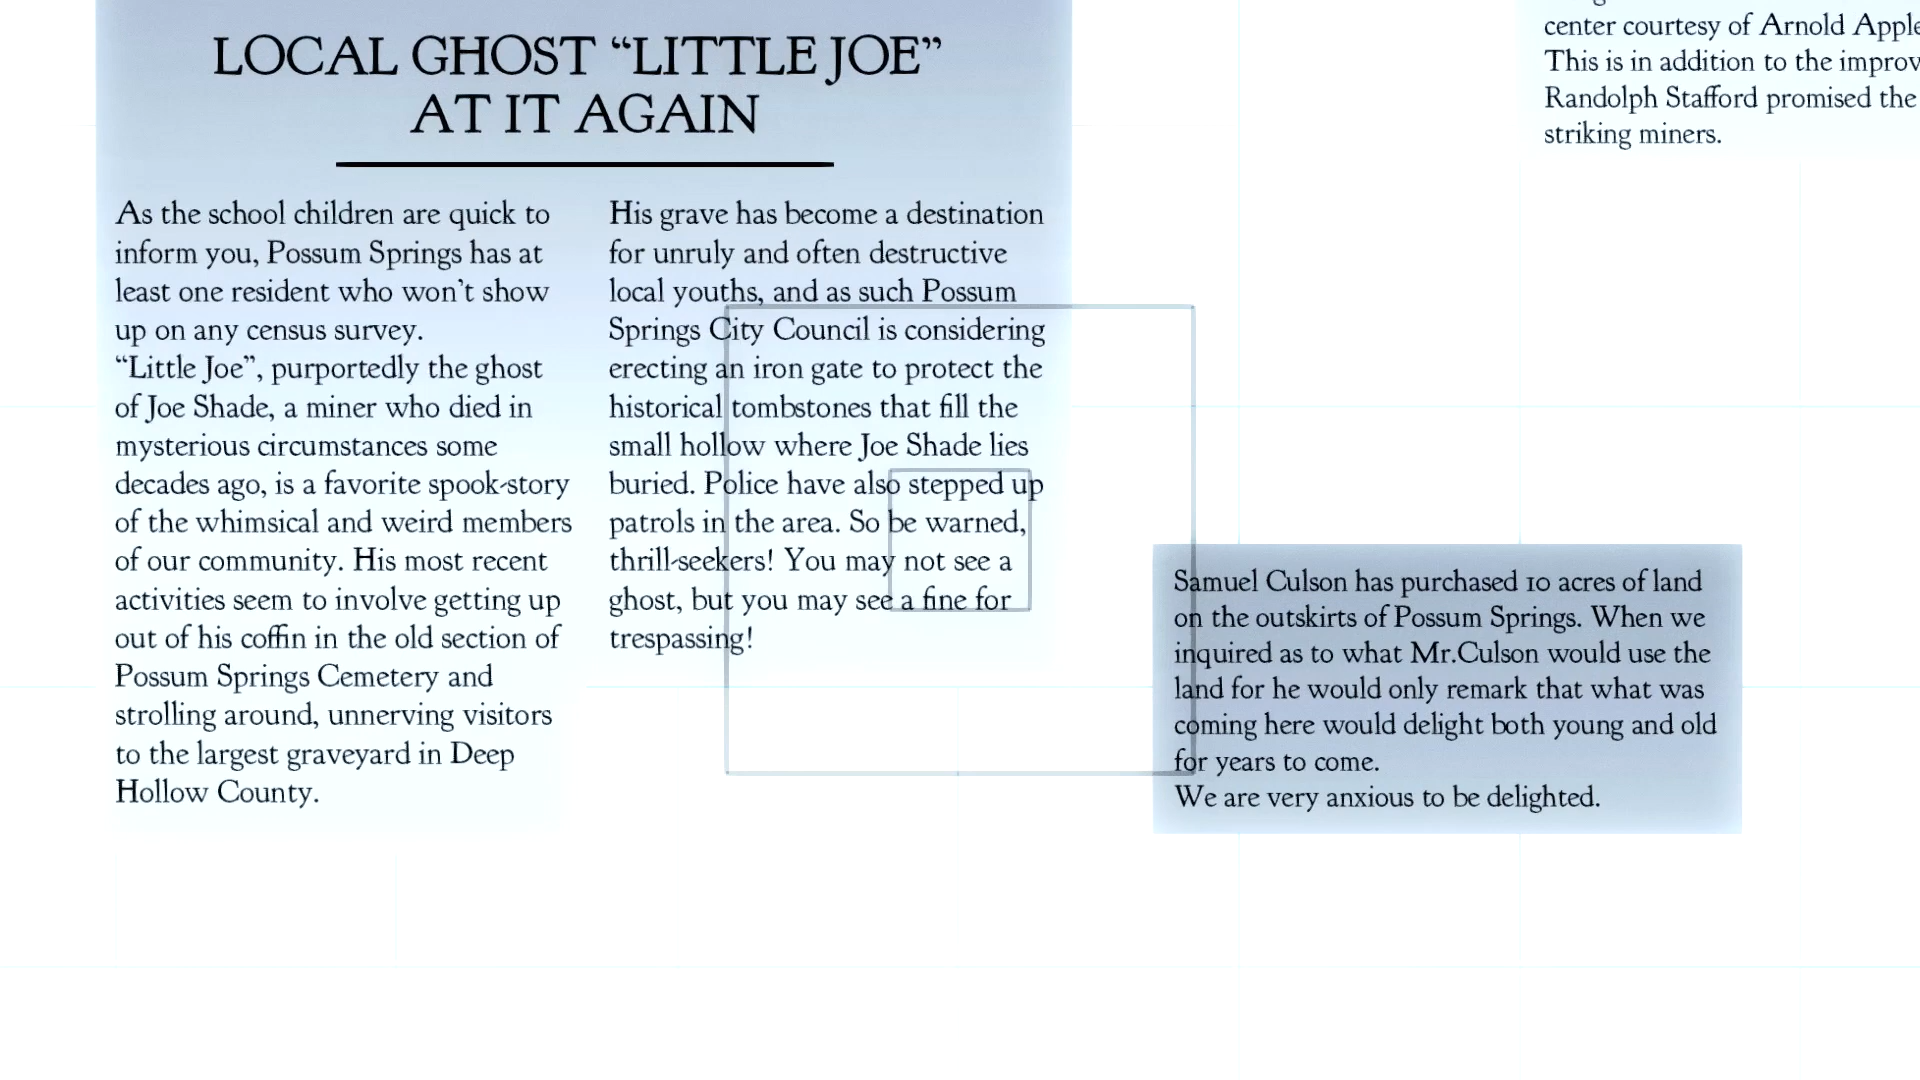 LOCAL GHOST “LITTLE JOE”
AT IT AGAIN
As the school children are quick to
inform you, Possum Springs has at
least one resident who won’t show
up on any census survey.
“Little Joe”, purportedly the ghost
of Joe Shade, a miner who died in
mysterious circumstances some
decades ago, is a favorite spook-story
of the whimsical and weird members
of our community. His most recent
activities seem to involve getting up
out of his coffin in the old section of
Possum Springs Cemetery and
strolling around, unnerving visitors
to the largest graveyard in Deep
Hollow County.
His grave has become a destination
for unruly and often destructive
local youths, and as such Possum
Springs City Council is considering
erecting an iron gate to protect the
historical tombstones that fill the
small hollow where Joe Shade lies
buried. Police have also stepped up
patrols in the area. So be warned,
thrill-seekers! You may not see a
ghost, but you may see a fine for
trespassing!
center courtesy of Arnold Apple
This is in addition to the improv
Randolph Stafford promised the
striking miners.
Samuel Culson has purchased 10 acres of land
on the outskirts of Possum Springs. When we
inquired as to what Mr.Culson would use the
land for he would only remark that what was
coming here would delight both young and old
for years to come.
We are very anxious to be delighted.